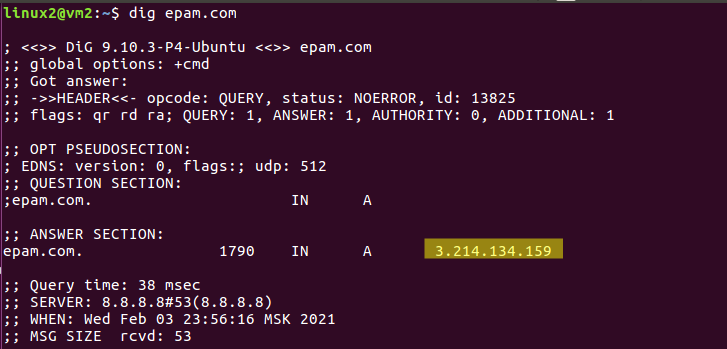 linux2@vm2:~$ dig epam.com
; <<>> DiG 9.10.3-P4-Ubuntu <<>> epam.com
;; global options: +cmd
;; Got answer:
;; ->>HEADER<<- opcode: QUERY, status: NOERROR, id: 13825
;; flags: qr rd ra; QUERY: 1, ANSWER: 1, AUTHORITY: 0, ADDITIONAL: 1
;; OPT PSEUDOSECTION:
; EDNS: version: 0, flags:; udp: 512
;; QUESTION SECTION:
;epam.com. IN A
;; ANSWER SECTION:
epam.com. 1790 IN A 3.214.134.159
;; Query time: 38 msec
;; SERVER: 8.8.8.8#53(8.8.8.8)
;; WHEN: Wed Feb 03 23:56:16 MSK 2021
;; MSG SIZE rcvd: 53